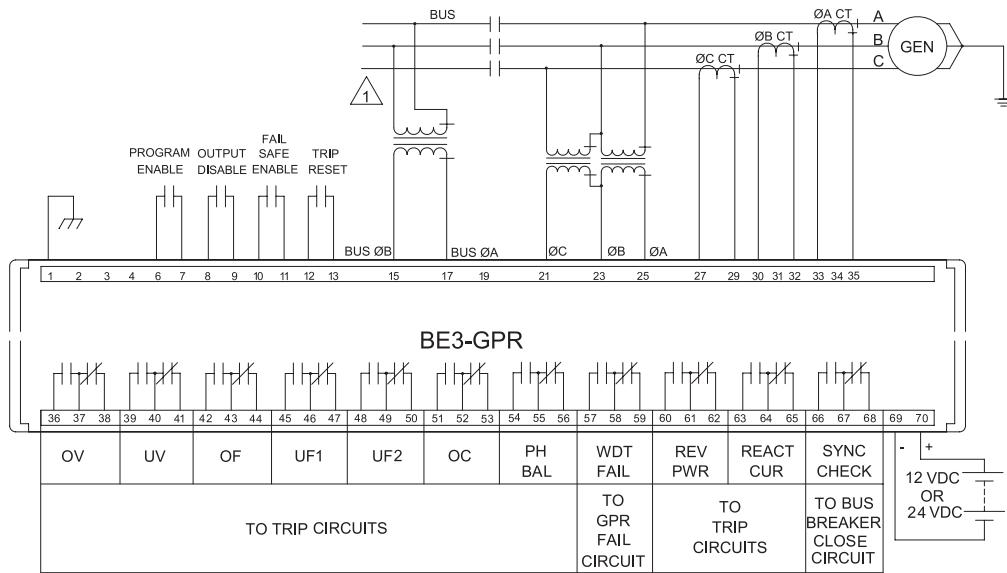 BUS
ØA CT
A
ØB CT
B
GEN
ØC CT
C
1
FAIL
PROGRAM OUTPUT SAFE TRIP
ENABLE DISABLE ENABLE RESET
BUS ØB BUS ØA ØC ØB ØA
1 2 3 4 6 7 8 9 10 11 12 13 15 17 19 21 23 25 27 29 30 31 32 33 34 35
BE3-GPR
36 37 38 39 40 41 42 43 44 45 46 47 48 49 50 51 52 53 54 55 56 57 58 59 60 61 62 63 64 65 66 67 68 69 70
- +
OV
UV
OF
UF1
UF2
OC
PH
BAL
WDT
FAIL
REV
PWR
REACT
CUR
SYNC
CHECK
12 VDC
OR
24 VDC
TO TRIP CIRCUITS
TO
GPR
FAIL
CIRCUIT
TO
TRIP
CIRCUITS
TO BUS
BREAKER
CLOSE
CIRCUIT